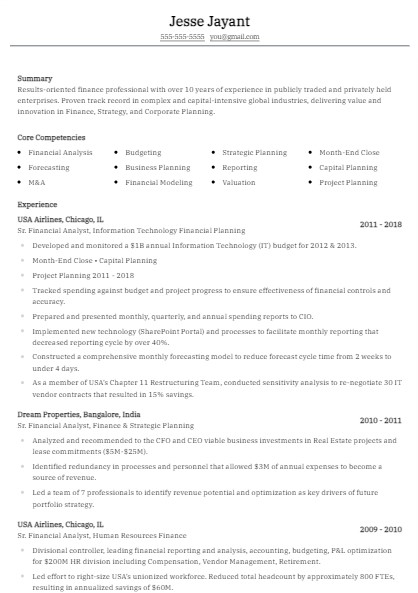 Jesse Jayant
555-555-5555 you@gmail.com
Summary
Results-oriented finance professional with over 10 years of experience in publicly traded and privately held
enterprises. Proven track record in complex and capital-intensive global industries, delivering value and
innovation in Finance, Strategy, and Corporate Planning.
Core Competencies
• Financial Analysis • Budgeting • Strategic Planning • Month-End Close
• Forecasting • Business Planning • Reporting • Capital Planning
• M&A • Financial Modeling • Valuation • Project Planning
Experience
USA Airlines, Chicago, IL
2011 - 2018
Sr. Financial Analyst, Information Technology Financial Planning
Developed and monitored a $1B annual Information Technology (IT) budget for 2012 & 2013.
Month-End Close • Capital Planning
Project Planning 2011 - 2018
Tracked spending against budget and project progress to ensure effectiveness of financial controls and
accuracy.
Prepared and presented monthly, quarterly, and annual spending reports to CIO.
Implemented new technology (SharePoint Portal) and processes to facilitate monthly reporting that
decreased reporting cycle by over 40%.
Constructed a comprehensive monthly forecasting model to reduce forecast cycle time from 2 weeks to
under 4 days.
As a member of USA's Chapter 11 Restructuring Team, conducted sensitivity analysis to re-negotiate 30 IT
vendor contracts that resulted in 15% savings.
Dream Properties, Bangalore, India
2010 - 2011
Sr. Financial Analyst, Finance & Strategic Planning
Analyzed and recommended to the CFO and CEO viable business investments in Real Estate projects and
lease commitments ($5M-$25M).
Identified redundancy in processes and personnel that allowed $3M of annual expenses to become a
source of revenue.
Led a team of 7 professionals to identify revenue potential and optimization as key drivers of future
portfolio strategy.
USA Airlines, Chicago, IL
2009 - 2010
Sr. Financial Analyst, Human Resources Finance
Divisional controller, leading financial reporting and analysis, accounting, budgeting, P&L optimization
for $200M HR division including Compensation, Vendor Management, Retirement.
Led effort to right-size USA's unionized workforce. Reduced total headcount by approximately 800 FTEs,
resulting in annualized savings of $60M.